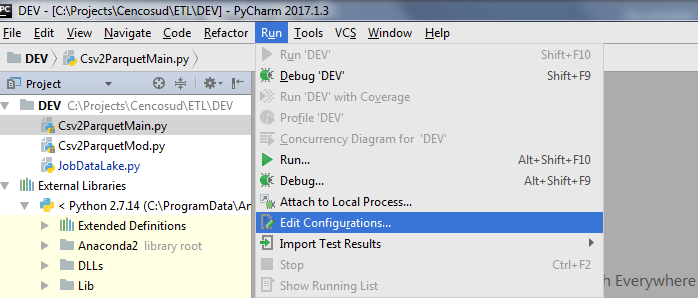 PC DEV - [C:\Projects\Cencosud\ETL\DEV] - PyCharm 2017.1.3
File Edit View Navigate Code Refactor Run Tools VCS Window Help
DEV Csv2ParquetMain.py
Project
DEV C:\Projects\Cencosud\ETL\DEV
Csv2ParquetMain.py
Csv2ParquetMod.py
JobDataLake.py
External Libraries
< Python 2.7.14 (C:\ProgramData\An
Extended Definitions
Anaconda2 library root
DLLs
Lib
Run 'DEV' Shift+F10
Debug 'DEV' Shift+F9
Run 'DEV' with Coverage
Profile 'DEV'
Concurrency Diagram for 'DEV'
Run... Alt+Shift+F10
Debug... Alt+Shift+F9
Attach to Local Process...
Edit Configurations...
Import Test Results
Stop Ctrl+F2
Show Running List
h Everywhere